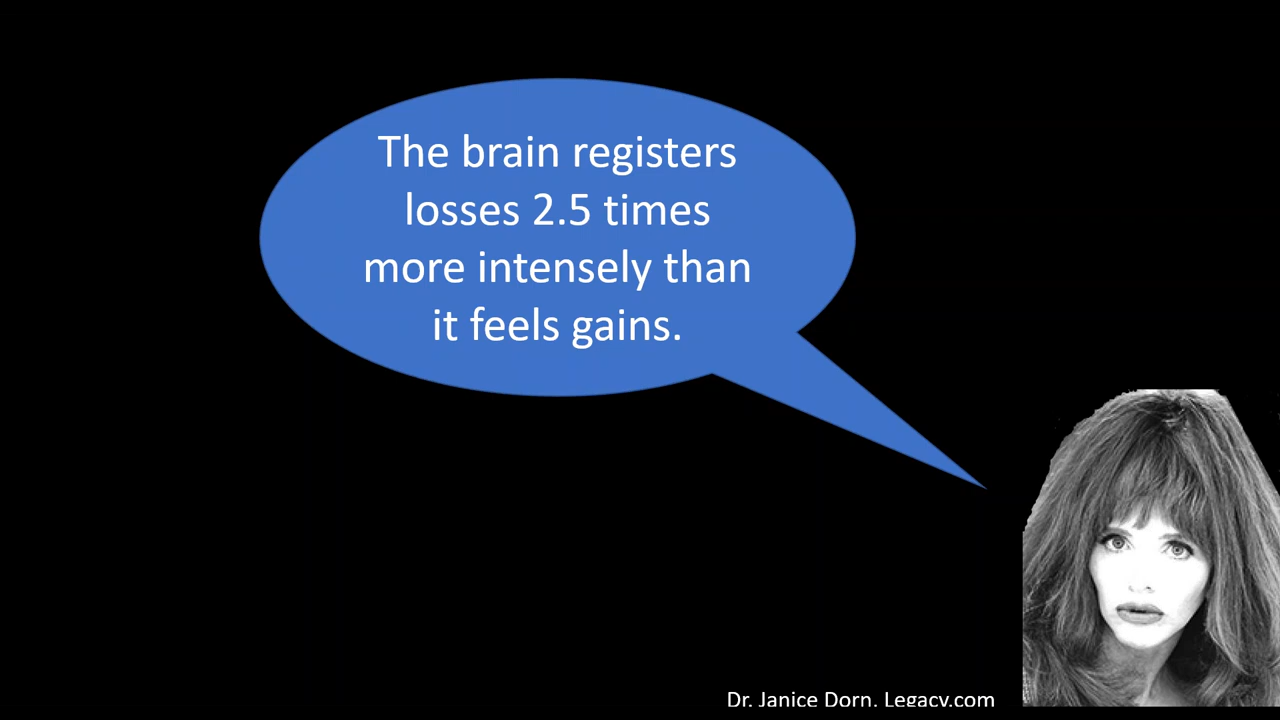 The brain registers
losses 2.5 times
more intensely than
it feels gains.
Dr. Janice Dorn. Legacy.com